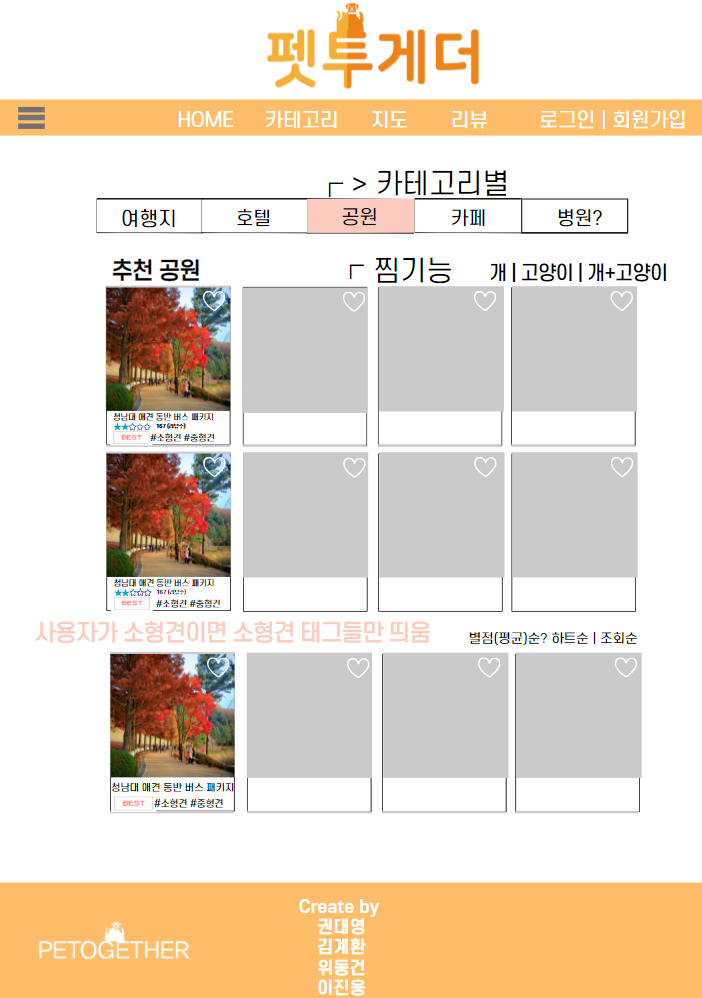 펫투게더
HOME 카테고리 지도 리뷰 로그인 | 회원가입
┌ > 카테고리별
여행지 호텔 공원 카페 병원?
추천 공원 ┌ 찜기능 개 | 고양이 | 개+고양이
청남대 애견 동반 버스 패키지
★★☆☆☆ 167 (리뷰수)
BEST #소형견 #중형견
청남대 애견 동반 버스 패키지
★★☆☆☆ 167 (리뷰수)
BEST #소형견 #중형견
사용자가 소형견이면 소형견 태그들만 띄움
별점(평균)순? 하트순 | 조회순
청남대 애견 동반 버스 패키지
BEST #소형견 #중형견
PETOGETHER
Create by
권대영
김계환
위동건
이진웅